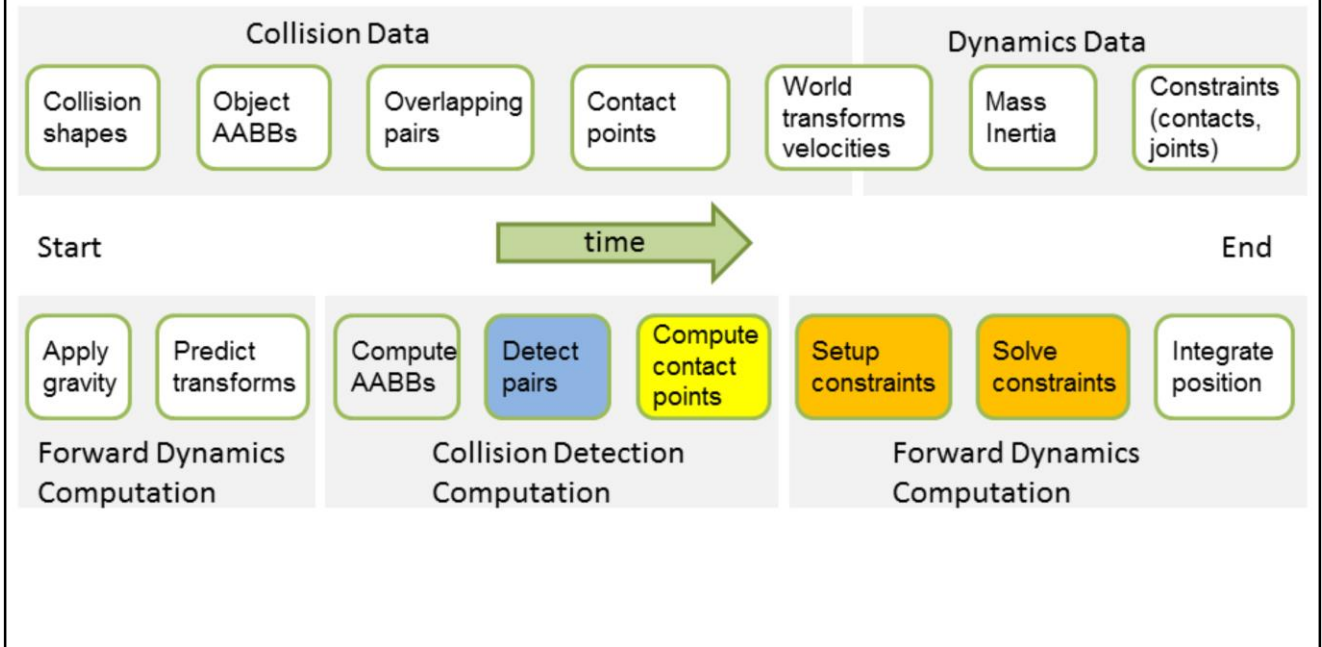 Collision Data
Dynamics Data
Collision
shapes
Object
AABBs
Overlapping
pairs
Contact
points
World
transforms
velocities
Mass
Inertia
Constraints
(contacts,
joints)
Start
time
End
Apply
gravity
Predict
transforms
Compute
AABBs
Detect
pairs
Compute
contact
points
Setup
constraints
Solve
constraints
Integrate
position
Forward Dynamics
Computation
Collision Detection
Computation
Forward Dynamics
Computation